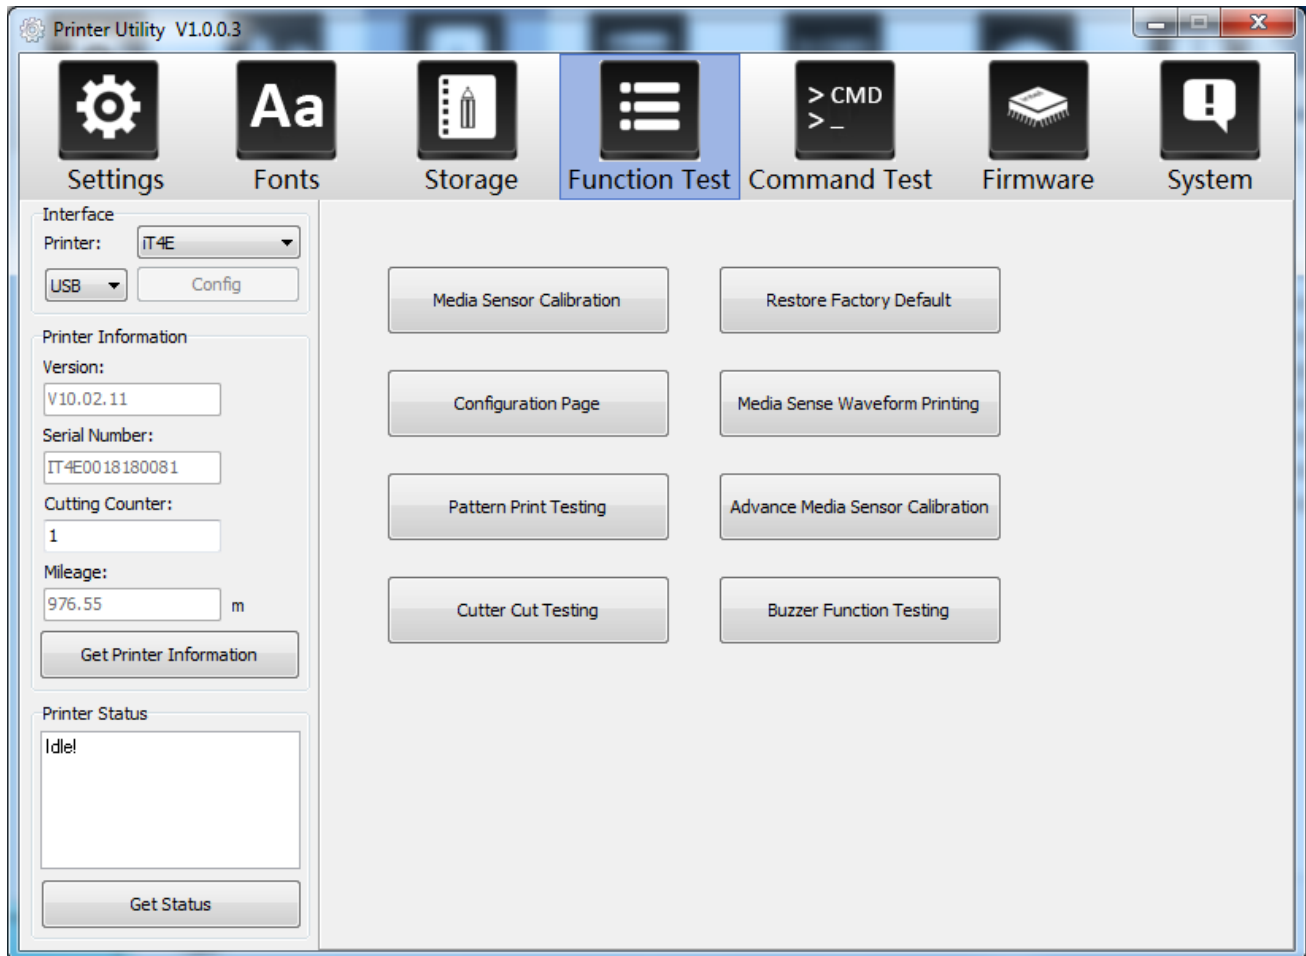 Printer Utility V1.0.0.3
Aa
> CMD
> _
Settings
Fonts
Storage
Function Test
Command Test
Firmware
System
Interface
Printer: iT4E
USB Config
Printer Information
Version:
V10.02.11
Serial Number:
IT4E0018180081
Cutting Counter:
1
Mileage:
976.55 m
Get Printer Information
Printer Status
Idle!
Get Status
Media Sensor Calibration
Restore Factory Default
Configuration Page
Media Sense Waveform Printing
Pattern Print Testing
Advance Media Sensor Calibration
Cutter Cut Testing
Buzzer Function Testing